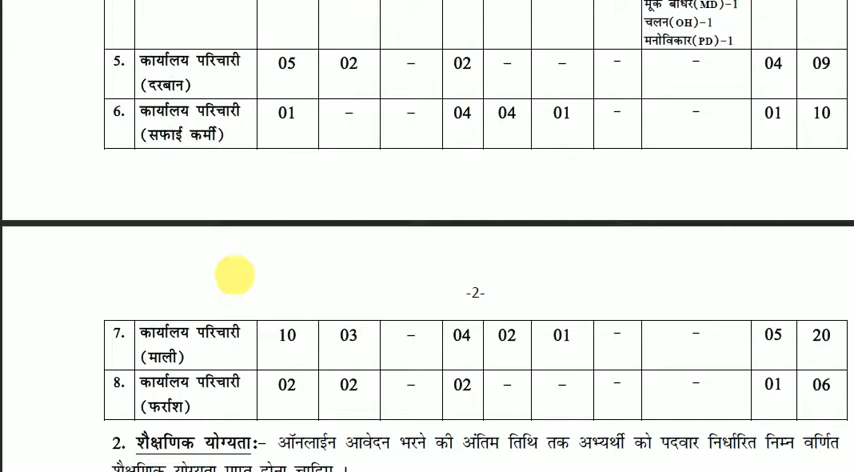 मूक बधिर(MD)-1
चलन(OH)-1
मनोविकार(PD)-1
5. कार्यालय परिचारी 05 02 - 02 - - - - 04 09
(दरबान)
6. कार्यालय परिचारी 01 - - 04 04 01 - - 01 10
(सफाई कर्मी)
-2-
7. कार्यालय परिचारी 10 03 - 04 02 01 - - 05 20
(माली)
8. कार्यालय परिचारी 02 02 - 02 - - - - 01 06
(फर्राश)
2. शैक्षणिक योग्यता:- ऑनलाईन आवेदन भरने की अंतिम तिथि तक अभ्यर्थी को पदवार निर्धारित निम्न वर्णित
शैक्षणिक योग्यता प्राप्त होना चाहिए ।